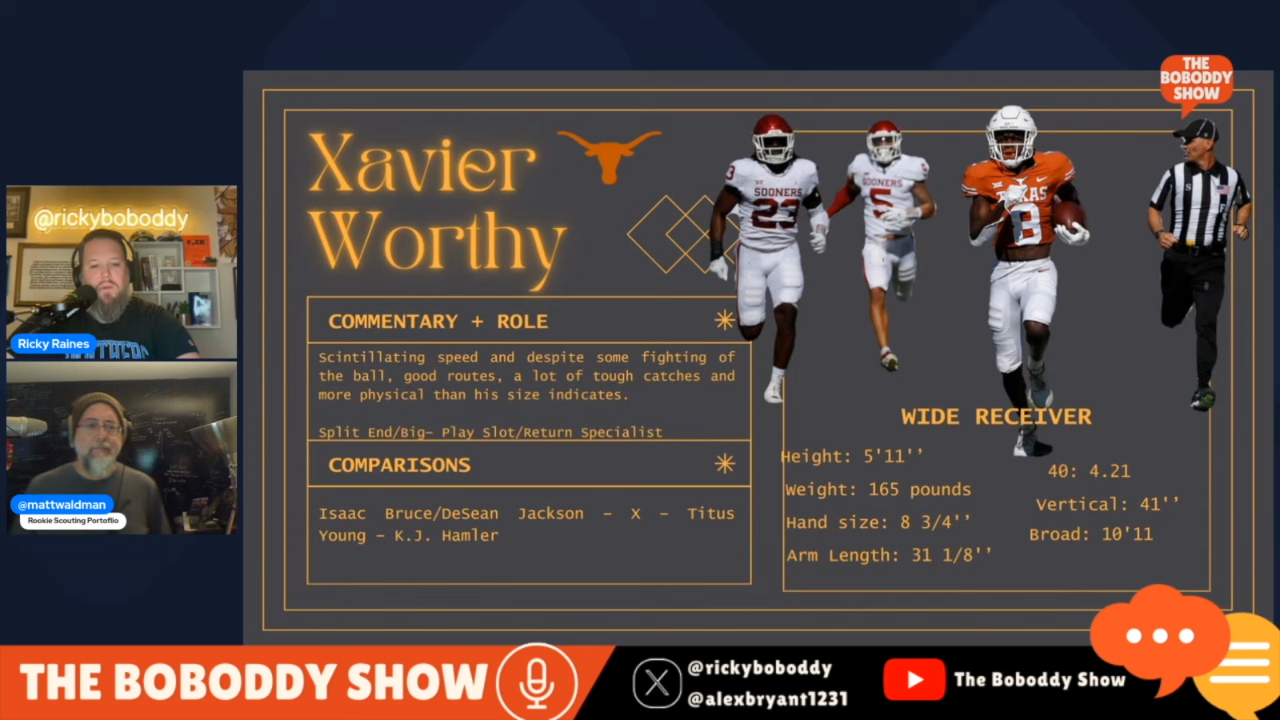 THE
BOBODDY
SHOW
Xavier
Worthy
@rickyboboddy
Ricky Raines
@mattwaldman
Rookie Scouting Portoflio
COMMENTARY + ROLE
Scintillating speed and despite some fighting of
the ball, good routes, a lot of tough catches and
more physical than his size indicates.
Split End/Big- Play Slot/Return Specialist
COMPARISONS
Isaac Bruce/DeSean Jackson - X - Titus
Young - K.J. Hamler
SOONERS
23
SOONERS
5
TEXAS
8
WIDE RECEIVER
Height: 5'11''
Weight: 165 pounds
Hand size: 8 3/4''
Arm Length: 31 1/8''
40: 4.21
Vertical: 41''
Broad: 10'11
THE BOBODDY SHOW
@rickyboboddy
@alexbryant1231
The Boboddy Show